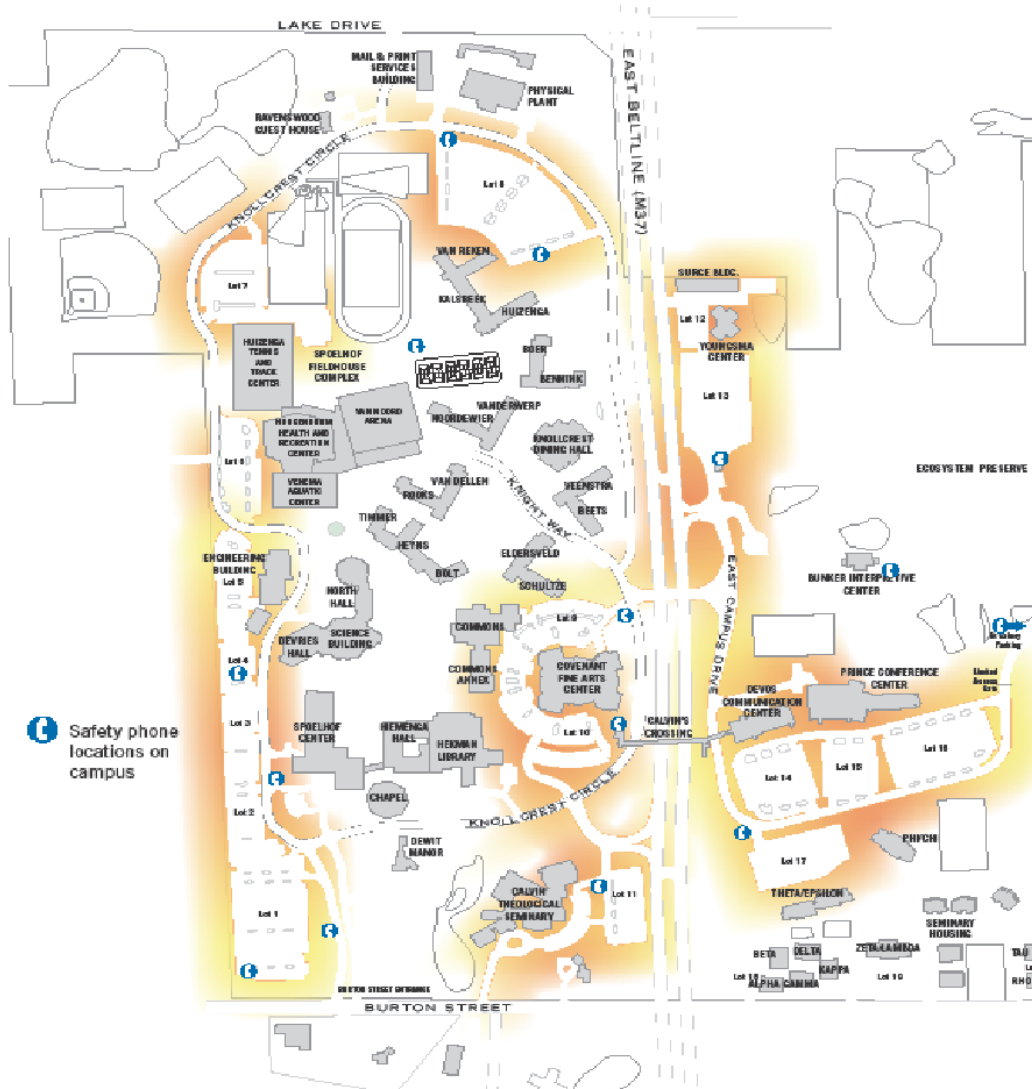 LAKE DRIVE
MAIL & PRINT
SERVICES
BUILDING
PHYSICAL
PLANT
RAVENSWOOD
GUEST HOUSE
KNOLLCREST CIRCLE
EAST BELTLINE (M37)
Lot 8
VAN REKEN
KALSBEEK
HUIZENGA
SURGE BLDG.
Lot 7
Lot 12
YOUNGSMA
CENTER
HUIZENGA
TENNIS
AND
TRACK
CENTER
SPOELHOF
FIELDHOUSE
COMPLEX
BOER
BENNINK
Lot 13
VAN NOORD
ARENA
VANDERWERP
NOORDEWIER
HOOGENBOOM
HEALTH AND
RECREATION
CENTER
KNOLLCREST
DINING HALL
Lot 6
VENEMA
AQUATIC
CENTER
VAN DELLEN
ROOKS
KNIGHT WAY
VEENSTRA
BEETS
ECOSYSTEM PRESERVE
TIMMER
HEYNS
BOLT
ELDERSVELD
SCHULTZE
ENGINEERING
BUILDING
Lot 5
NORTH
HALL
EAST CAMPUS DRIVE
BUNKER INTERPRETIVE
CENTER
COMMONS
Lot 9
DEVRIES
HALL
SCIENCE
BUILDING
Lot 4
COMMONS
ANNEX
COVENANT
FINE ARTS
CENTER
PRINCE CONFERENCE
CENTER
DEVOS
COMMUNICATION
CENTER
Safety phone
locations on
campus
Lot 3
SPOELHOF
CENTER
HIEMENGA
HALL
HEKMAN
LIBRARY
Lot 10
CALVIN'S
CROSSING
Lot 14
Lot 15
Lot 16
CHAPEL
KNOLLCREST CIRCLE
Lot 2
DEWIT
MANOR
PHFCH
Lot 17
Lot 1
CALVIN
THEOLOGICAL
SEMINARY
Lot 11
THETA/EPSILON
SEMINARY
HOUSING
BETA
DELTA
ZETA/LAMBDA
TAU
KAPPA
Lot 18
ALPHA GAMMA
Lot 19
RHO
BURTON STREET ENTRANCE
BURTON STREET